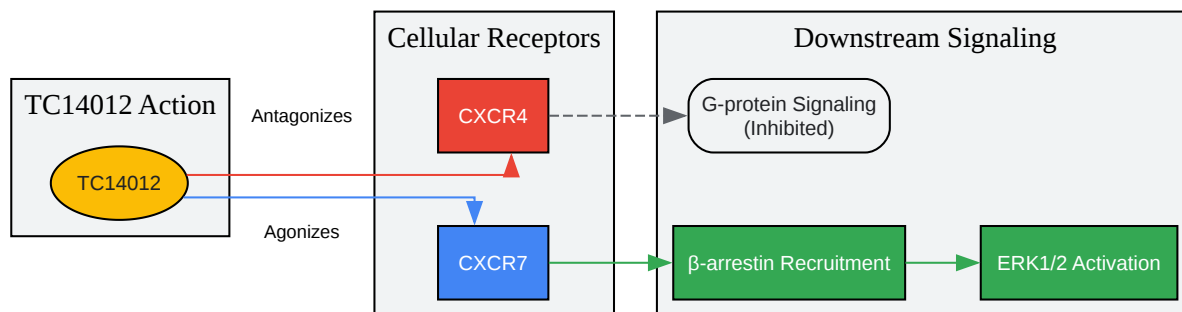 TC14012 Action
TC14012
Antagonizes
Agonizes
Cellular Receptors
CXCR4
CXCR7
Downstream Signaling
G-protein Signaling
(Inhibited)
β-arrestin Recruitment
ERK1/2 Activation